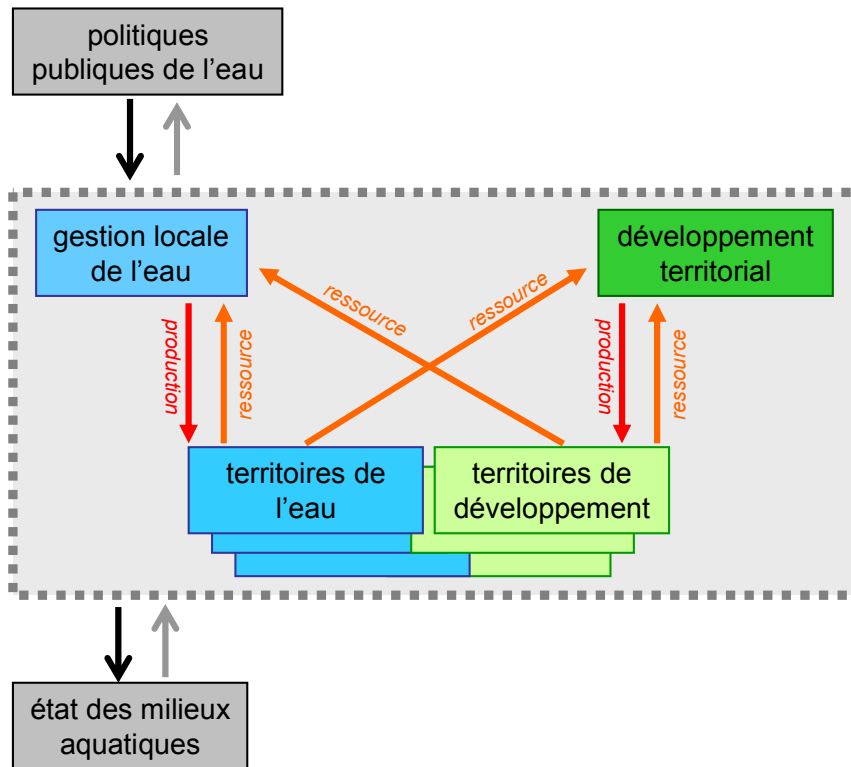 politiques
publiques de l'eau
gestion locale
de l'eau
développement
territorial
production
ressource
ressource
ressource
production
ressource
territoires de
l'eau
territoires de
développement
état des milieux
aquatiques